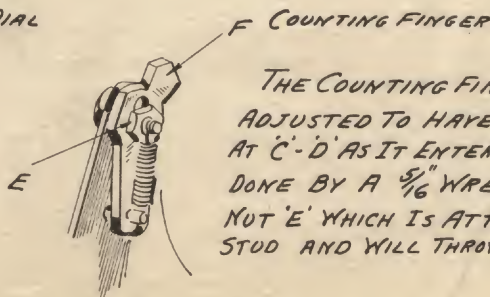 DIAL
F COUNTING FINGER
THE COUNTING FIN
ADJUSTED TO HAVE
AT 'C'-'D' AS IT ENTER
E
DONE BY A 5/16" WRE
NUT 'E' WHICH IS ATT
STUD AND WILL THROW